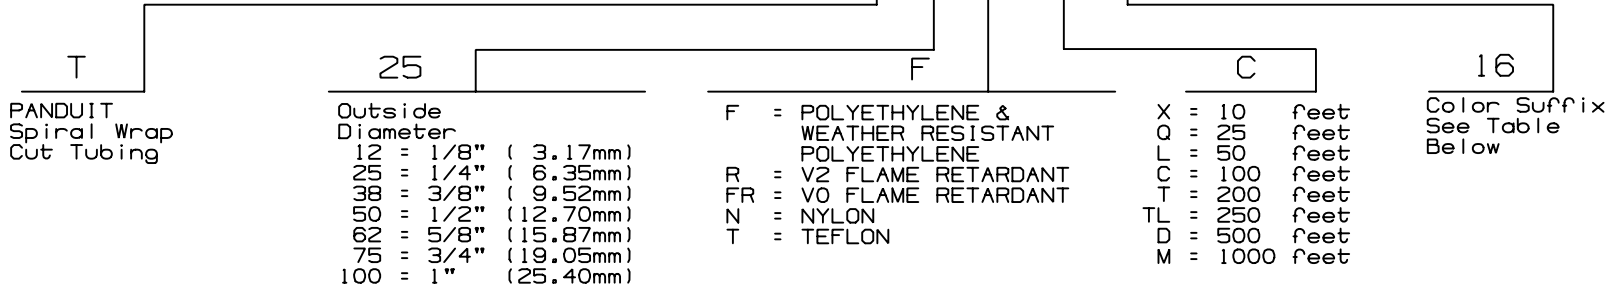 T
PANDUIT
Spiral Wrap
Cut Tubing
25
Outside
Diameter
12 = 1/8" ( 3.17mm)
25 = 1/4" ( 6.35mm)
38 = 3/8" ( 9.52mm)
50 = 1/2" (12.70mm)
62 = 5/8" (15.87mm)
75 = 3/4" (19.05mm)
100 = 1" (25.40mm)
F
F = POLYETHYLENE &
WEATHER RESISTANT
POLYETHYLENE
R = V2 FLAME RETARDANT
FR = V0 FLAME RETARDANT
N = NYLON
T = TEFLON
C
X = 10 feet
Q = 25 feet
L = 50 feet
C = 100 feet
T = 200 feet
TL = 250 feet
D = 500 feet
M = 1000 feet
16
Color Suffix
See Table
Below